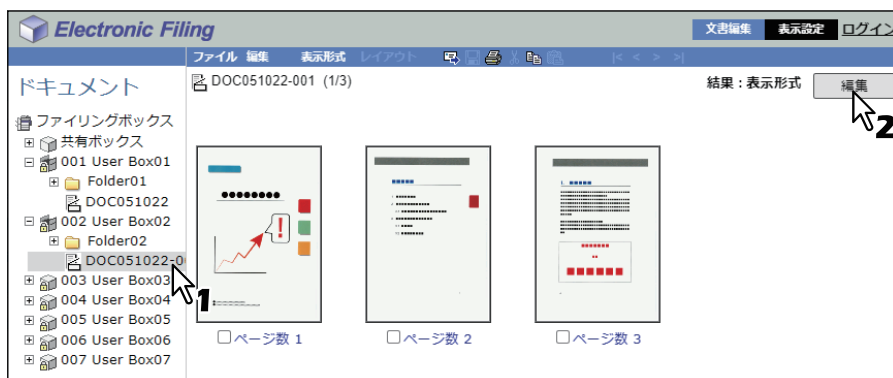 Electronic Filing
文書編集 表示設定 ログイン
ファイル 編集 表示形式 レイアウト |< < > >|
ドキュメント
DOC051022-001 (1/3)
結果：表示形式 編集
2
ファイリングボックス
共有ボックス
001 User Box01
Folder01
DOC051022
002 User Box02
Folder02
DOC051022-0
1
003 User Box03
004 User Box04
005 User Box05
006 User Box06
007 User Box07
ページ数 1 ページ数 2 ページ数 3